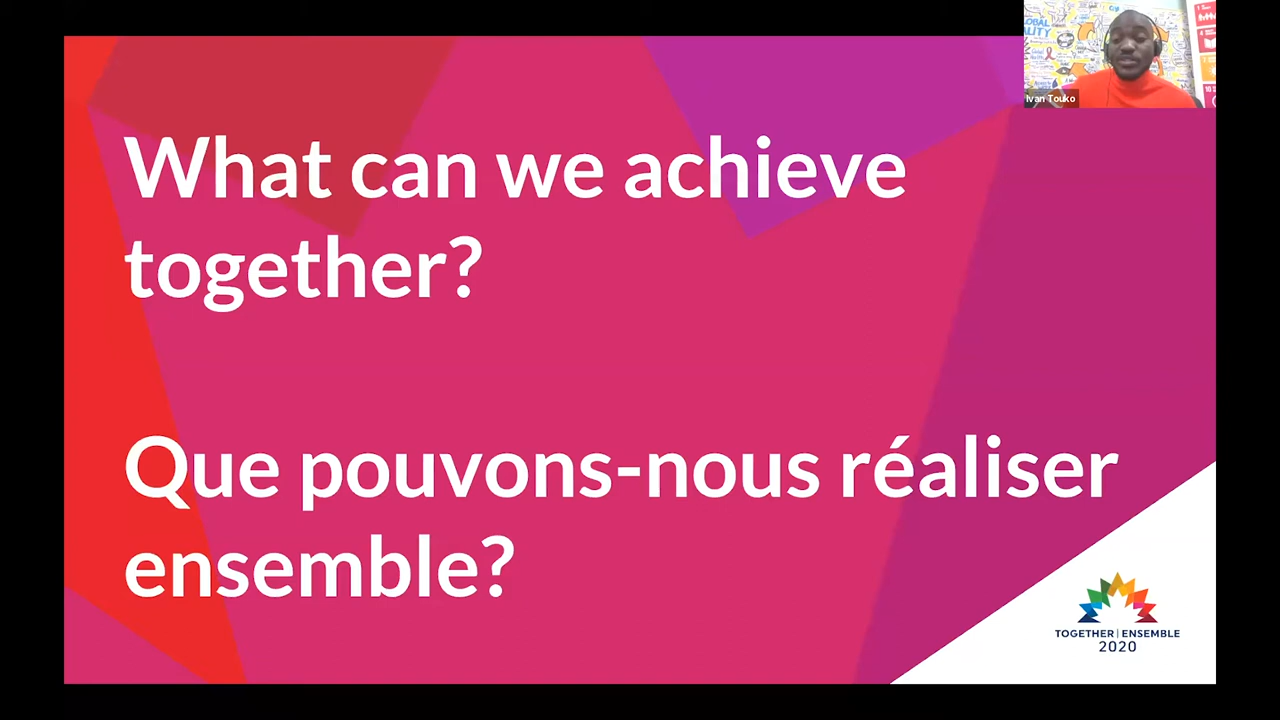 What can we achieve
together?
Que pouvons-nous réaliser
ensemble?
Ivan Touko
TOGETHER | ENSEMBLE
2020